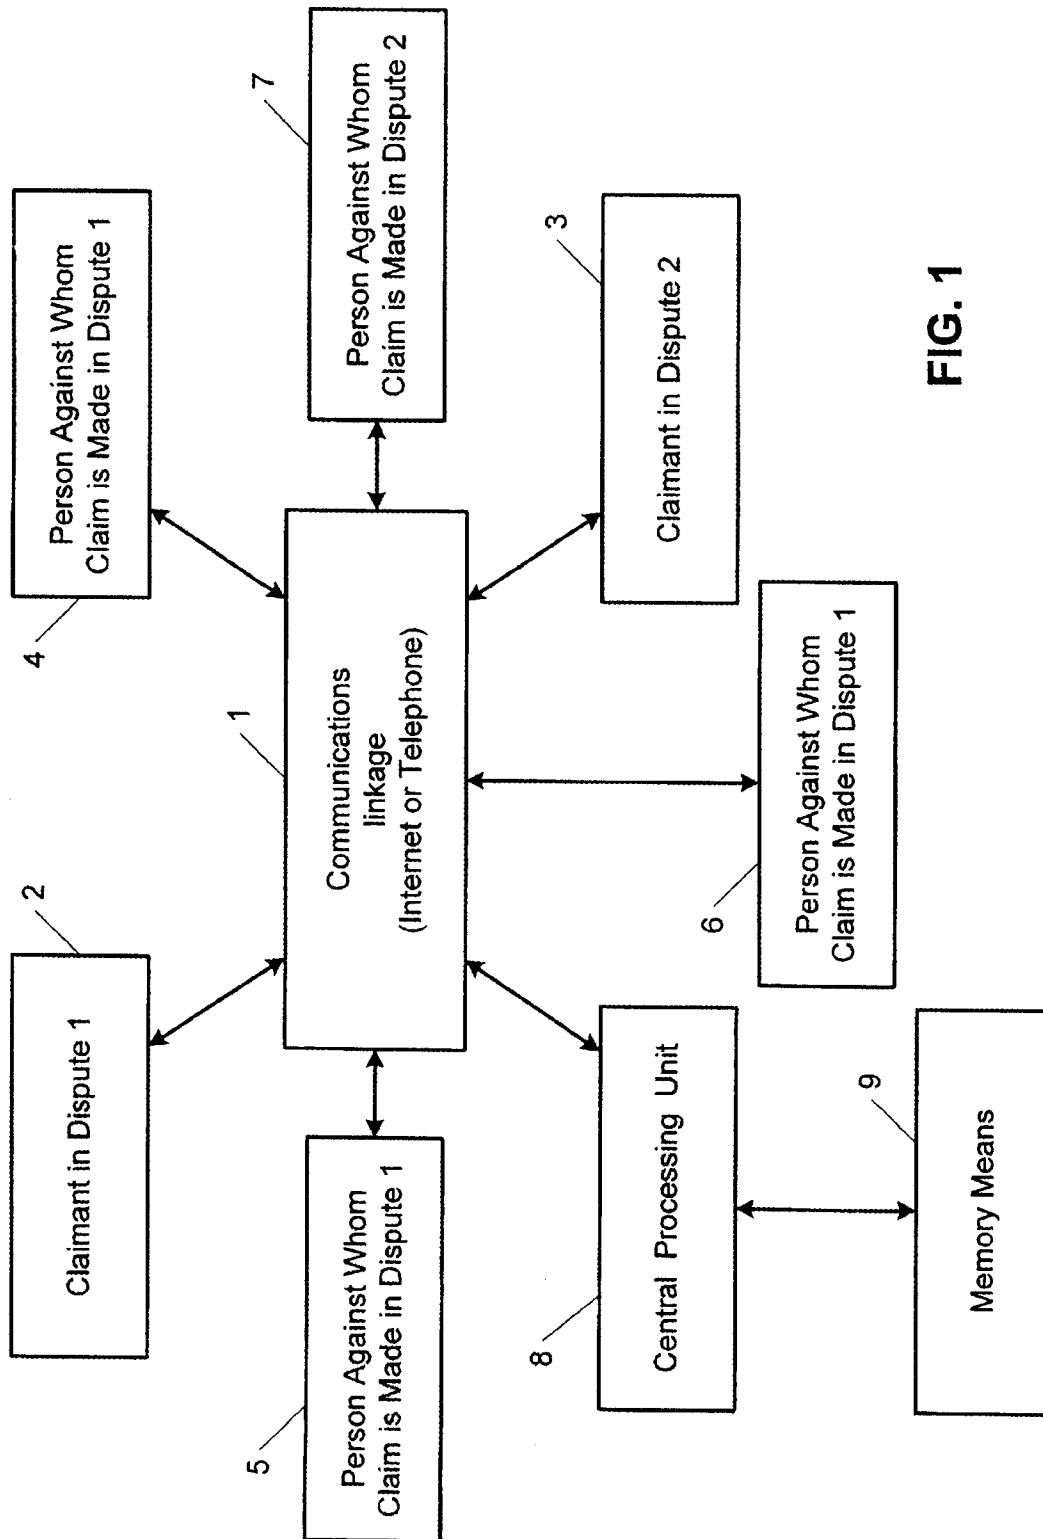 2
Claimant in Dispute 1
4
Person Against Whom
Claim is Made in Dispute 1
5
Person Against Whom
Claim is Made in Dispute 1
1
Communications
linkage
(Internet or Telephone)
7
Person Against Whom
Claim is Made in Dispute 2
8
Central Processing Unit
6
Person Against Whom
Claim is Made in Dispute 1
3
Claimant in Dispute 2
9
Memory Means
FIG. 1